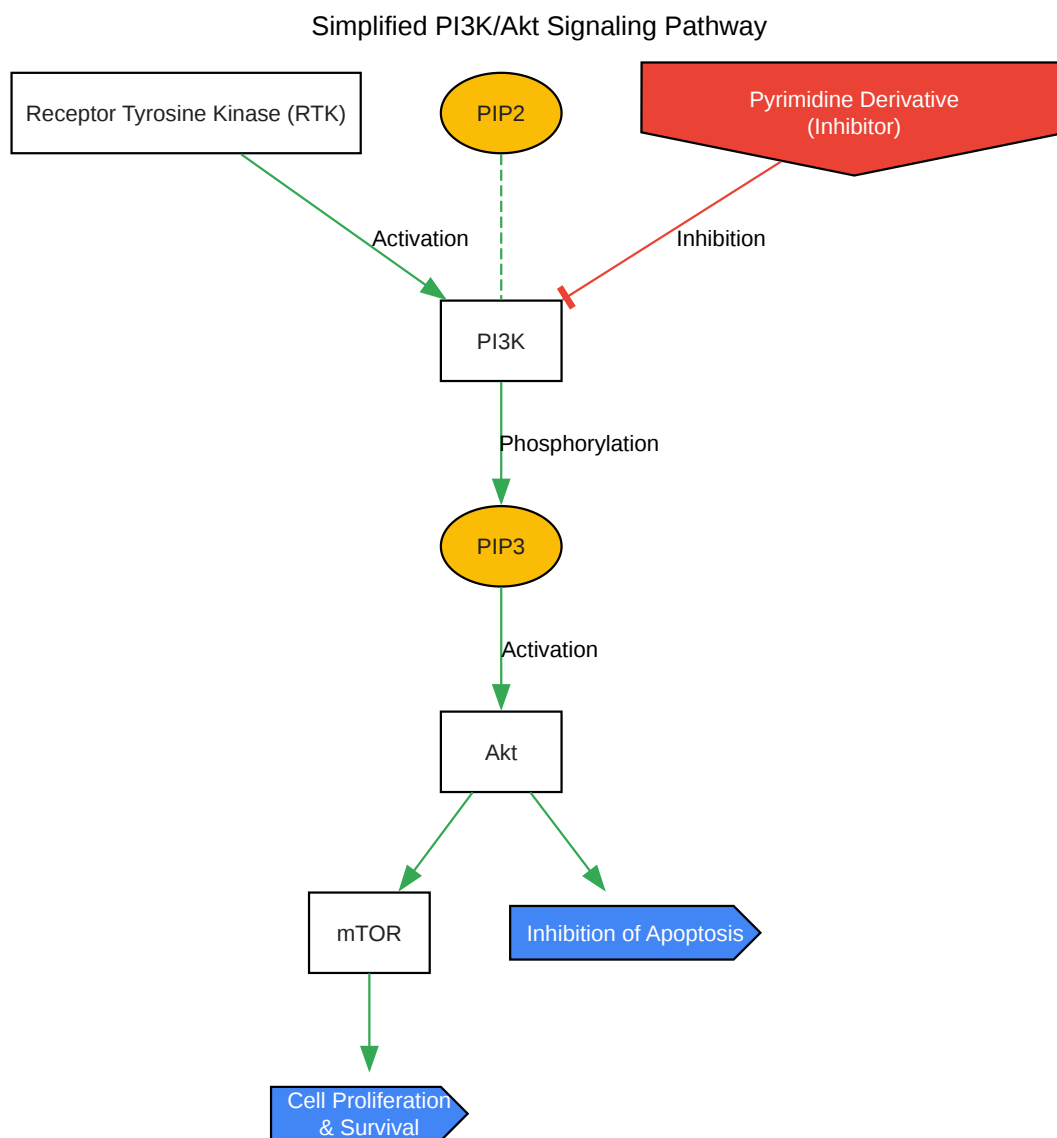 Simplified PI3K/Akt Signaling Pathway
Receptor Tyrosine Kinase (RTK)
PIP2
Pyrimidine Derivative
(Inhibitor)
Activation
Inhibition
PI3K
Phosphorylation
PIP3
Activation
Akt
mTOR
Inhibition of Apoptosis
Cell Proliferation
& Survival